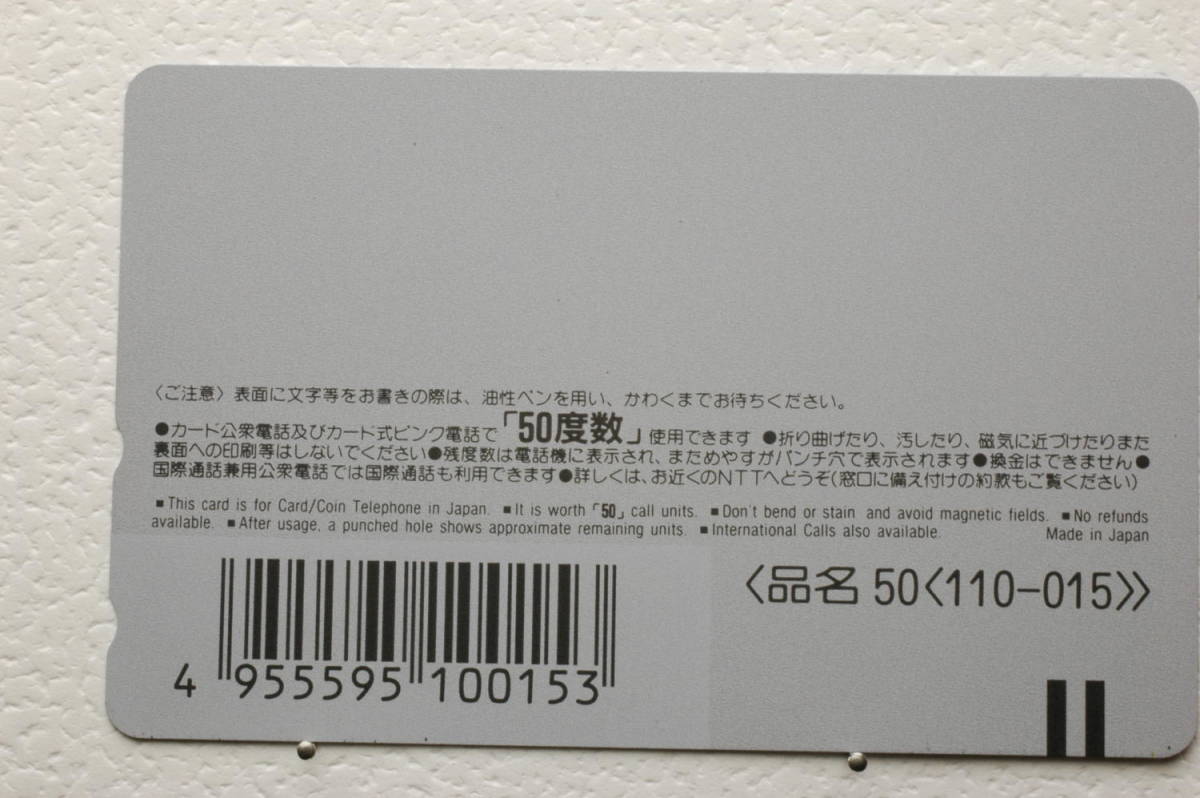 〈ご注意〉表面に文字等をお書きの際は、油性ペンを用い、かわくまでお待ちください。
●カード公衆電話及びカード式ピンク電話で「50度数」使用できます ●折り曲げたり、汚したり、磁気に近づけたりまた
裏面への印刷等はしないでください●残度数は電話機に表示され、まためやすがパンチ穴で表示されます●換金はできません●
国際通話兼用公衆電話では国際通話も利用できます●詳しくは、お近くのNTTへどうぞ(窓口に備え付けの約款もご覧ください)
■This card is for Card/Coin Telephone in Japan. ■It is worth「50」call units. ■Don't bend or stain and avoid magnetic fields. ■No refunds
available. ■After usage, a punched hole shows approximate remaining units. ■International Calls also available. Made in Japan
〈品名 50〈110-015〉〉
4 955595 100153